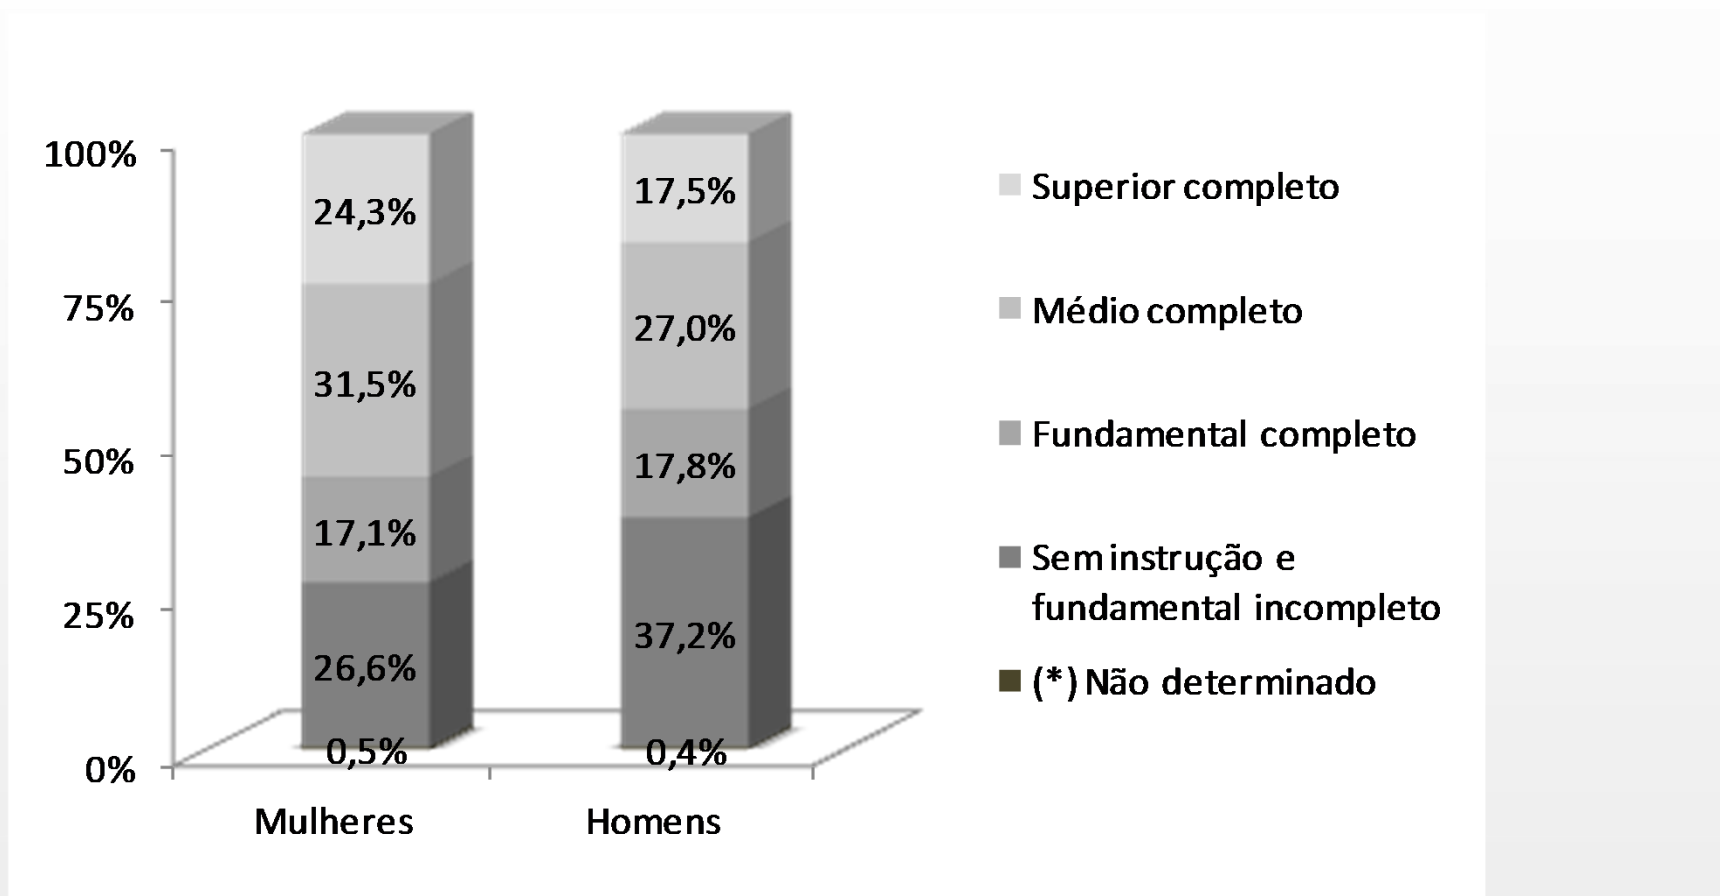 100%
75%
50%
25%
0%
24,3%
31,5%
17,1%
26,6%
0,5%
Mulheres
17,5%
27,0%
17,8%
37,2%
0,4%
Homens
Superior completo
Médio completo
Fundamental completo
Sem instrução e
fundamental incompleto
(*) Não determinado